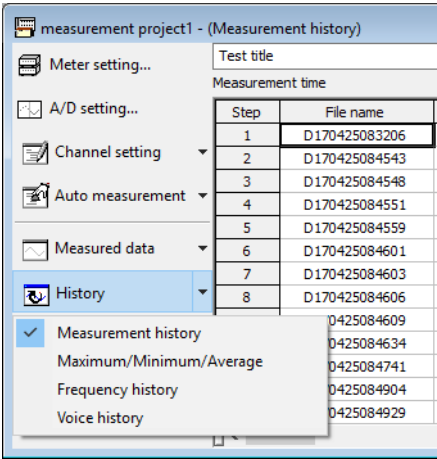 measurement project1 - (Measurement history)
Meter setting...
A/D setting...
Channel setting
Auto measurement
Measured data
History
Measurement history
Maximum/Minimum/Average
Frequency history
Voice history
Test title
Measurement time
Step File name
1 D170425083206
2 D170425084543
3 D170425084548
4 D170425084551
5 D170425084559
6 D170425084601
7 D170425084603
8 D170425084606
0425084609
0425084634
0425084741
0425084904
0425084929